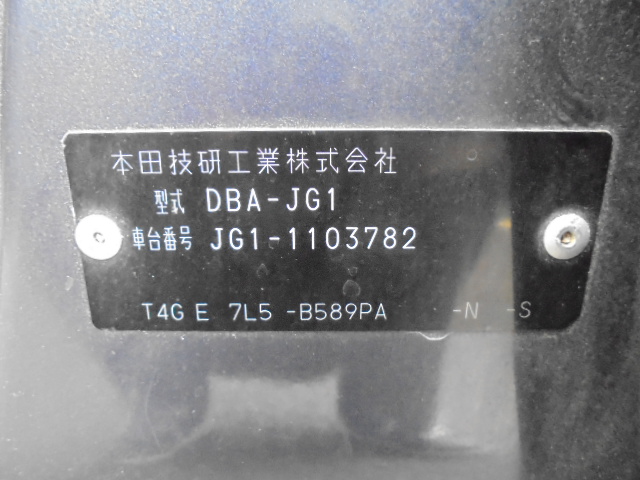 本田技研工業株式会社
型式 DBA-JG1
車台番号 JG1-1103782
T4G E 7L5 -B589PA -N -S